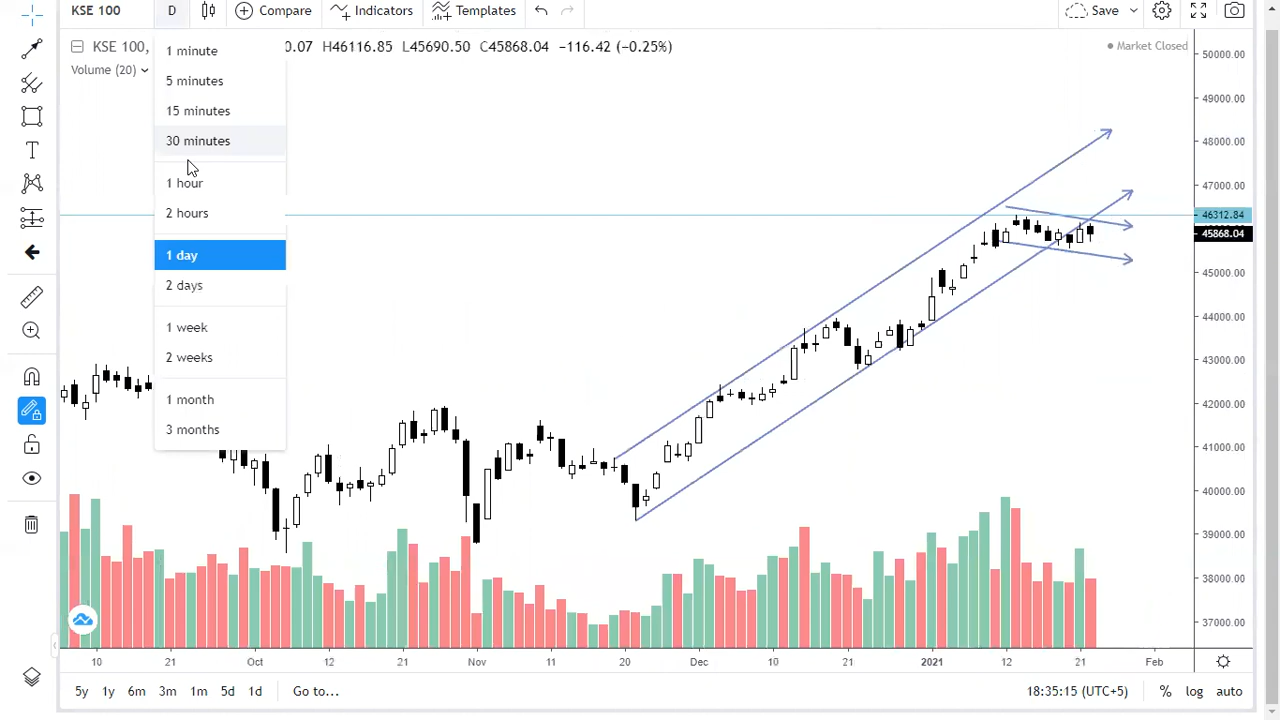 KSE 100 D Compare Indicators Templates Save
KSE 100, 0.07 H46116.85 L45690.50 C45868.04 −116.42 (−0.25%) Market Closed
Volume (20)
1 minute
5 minutes
15 minutes
30 minutes
1 hour
2 hours
1 day
2 days
1 week
2 weeks
1 month
3 months
50000.00
49000.00
48000.00
47000.00
46312.84
45868.04
45000.00
44000.00
43000.00
42000.00
41000.00
40000.00
39000.00
38000.00
37000.00
10 21 Oct 12 21 Nov 11 20 Dec 10 21 2021 12 21 Feb
5y 1y 6m 3m 1m 5d 1d Go to... 18:35:15 (UTC+5) % log auto